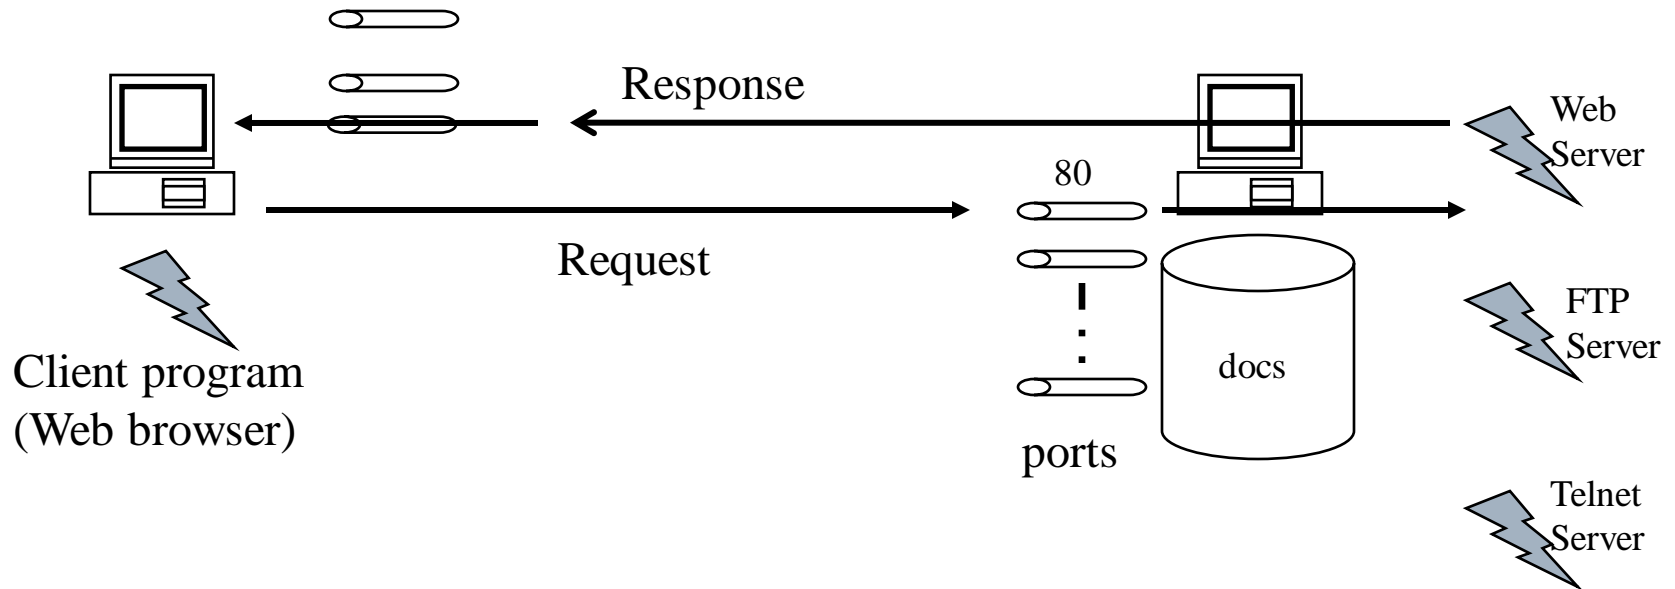 Response
Web
Server
80
Request
FTP
Server
Client program
(Web browser)
docs
ports
Telnet
Server